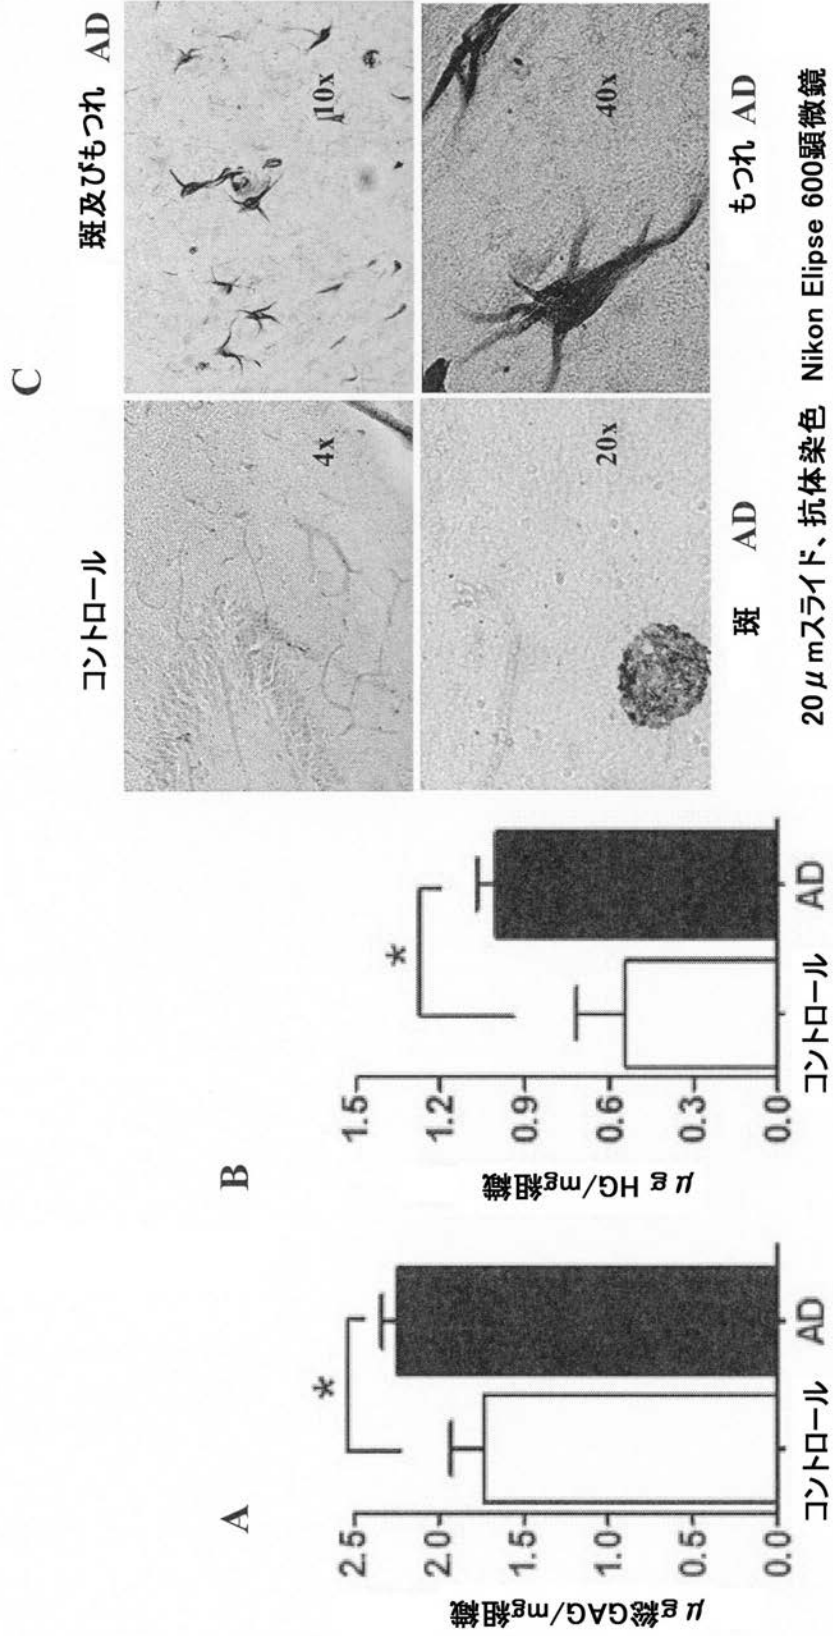 A
μg総GAG/mg組織
2.5
2.0
1.5
1.0
0.5
0.0
*
コントロール AD
B
μg HG/mg組織
1.5
1.2
0.9
0.6
0.3
0.0
*
コントロール AD
C
コントロール
斑及びもつれ AD
4x
10x
20x
40x
斑 AD
もつれ AD
20μmスライド、抗体染色 Nikon Elipse 600顕微鏡